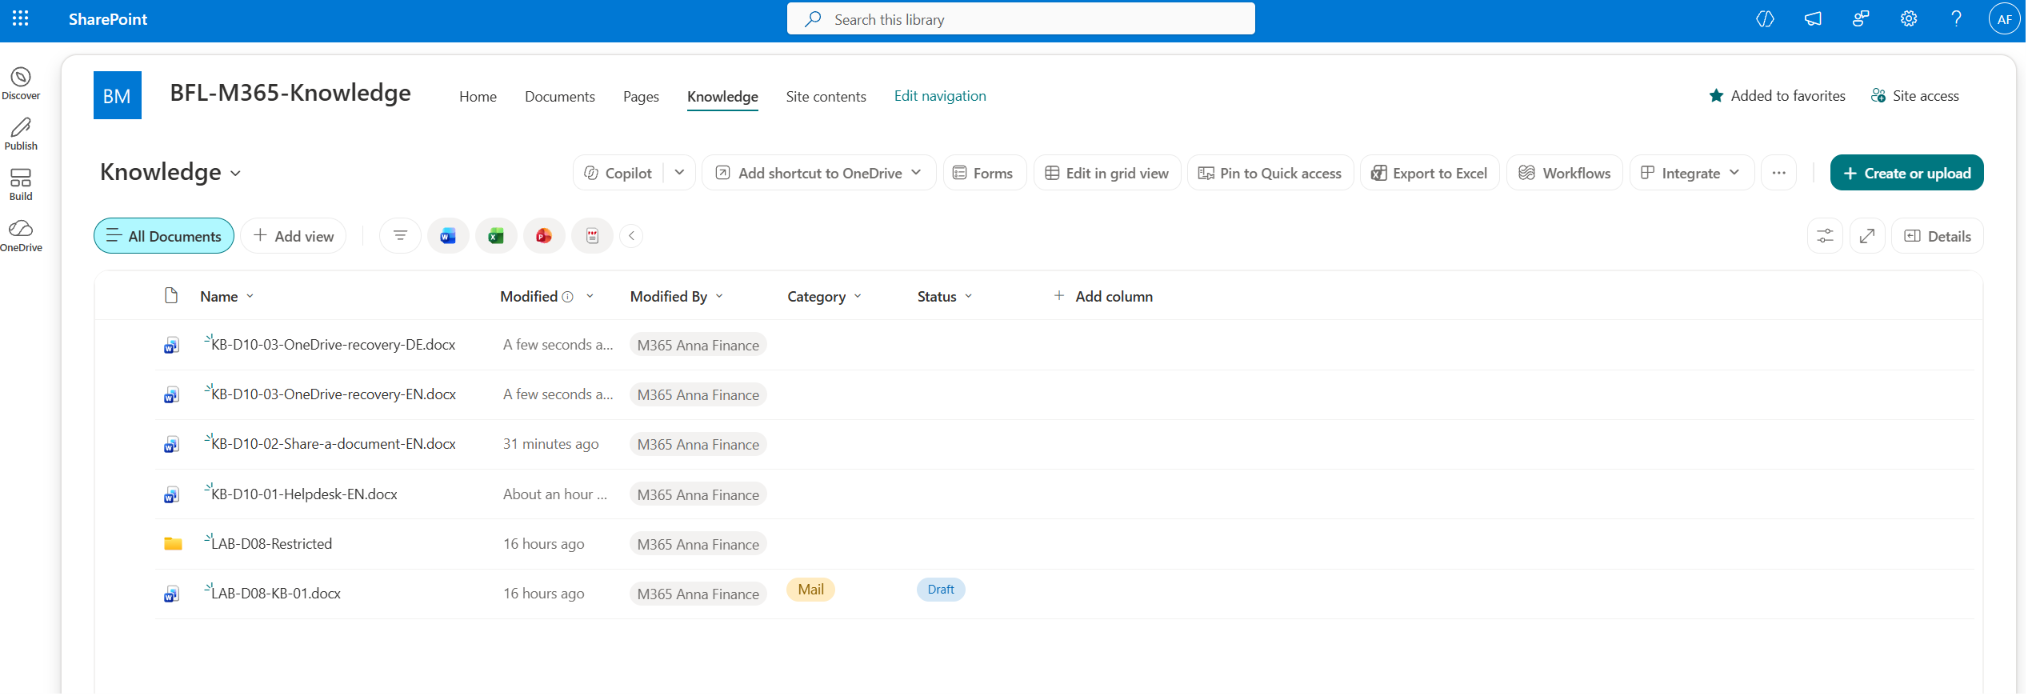 SharePoint
Search this library
AF
Discover
Publish
Build
OneDrive
BM
BFL-M365-Knowledge
Home Documents Pages Knowledge Site contents Edit navigation
Added to favorites Site access
Knowledge
Copilot Add shortcut to OneDrive Forms Edit in grid view Pin to Quick access Export to Excel Workflows Integrate ··· + Create or upload
All Documents + Add view
Details
Name Modified Modified By Category Status + Add column
KB-D10-03-OneDrive-recovery-DE.docx A few seconds a... M365 Anna Finance
KB-D10-03-OneDrive-recovery-EN.docx A few seconds a... M365 Anna Finance
KB-D10-02-Share-a-document-EN.docx 31 minutes ago M365 Anna Finance
KB-D10-01-Helpdesk-EN.docx About an hour ... M365 Anna Finance
LAB-D08-Restricted 16 hours ago M365 Anna Finance
LAB-D08-KB-01.docx 16 hours ago M365 Anna Finance Mail Draft